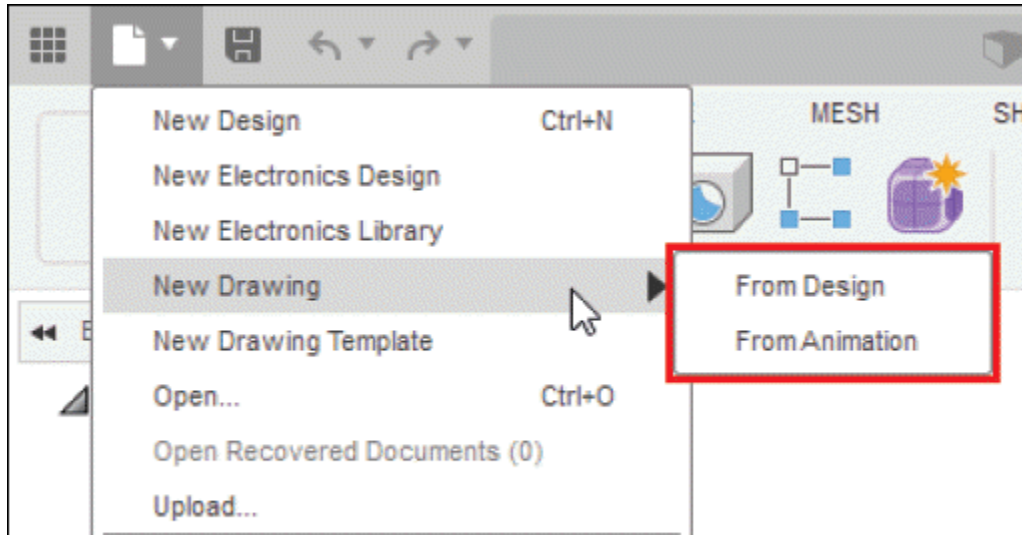 MESH
SH
New Design Ctrl+N
New Electronics Design
New Electronics Library
New Drawing
From Design
New Drawing Template
From Animation
Open... Ctrl+O
Open Recovered Documents (0)
Upload...